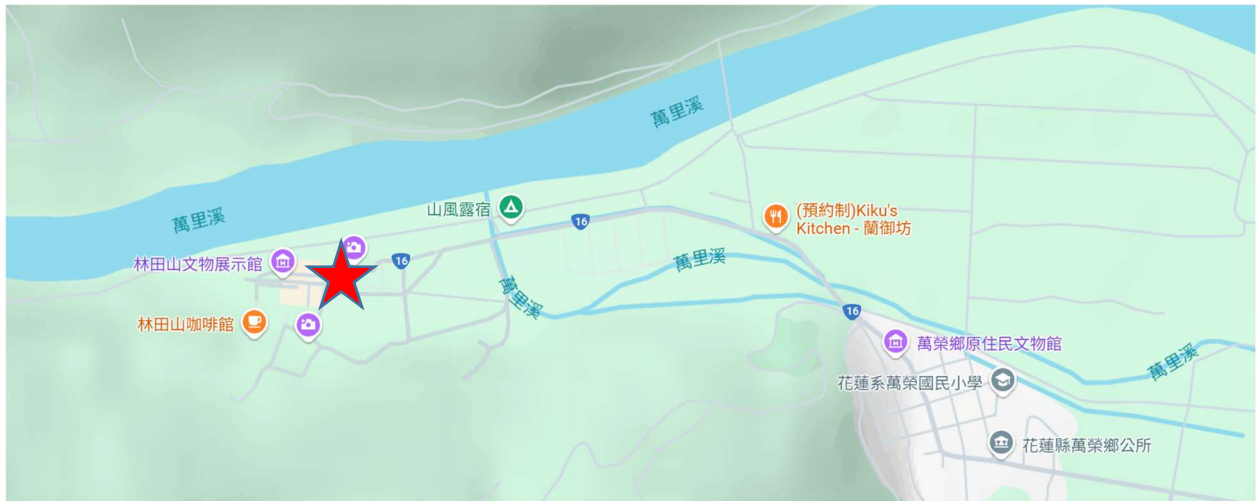 萬里溪
萬里溪
山風露宿
16
(預約制)Kiku's
Kitchen - 蘭御坊
林田山文物展示館
16
萬里溪
萬里溪
林田山咖啡館
16
萬榮鄉原住民文物館
萬里溪
花蓮系萬榮國民小學
花蓮縣萬榮鄉公所